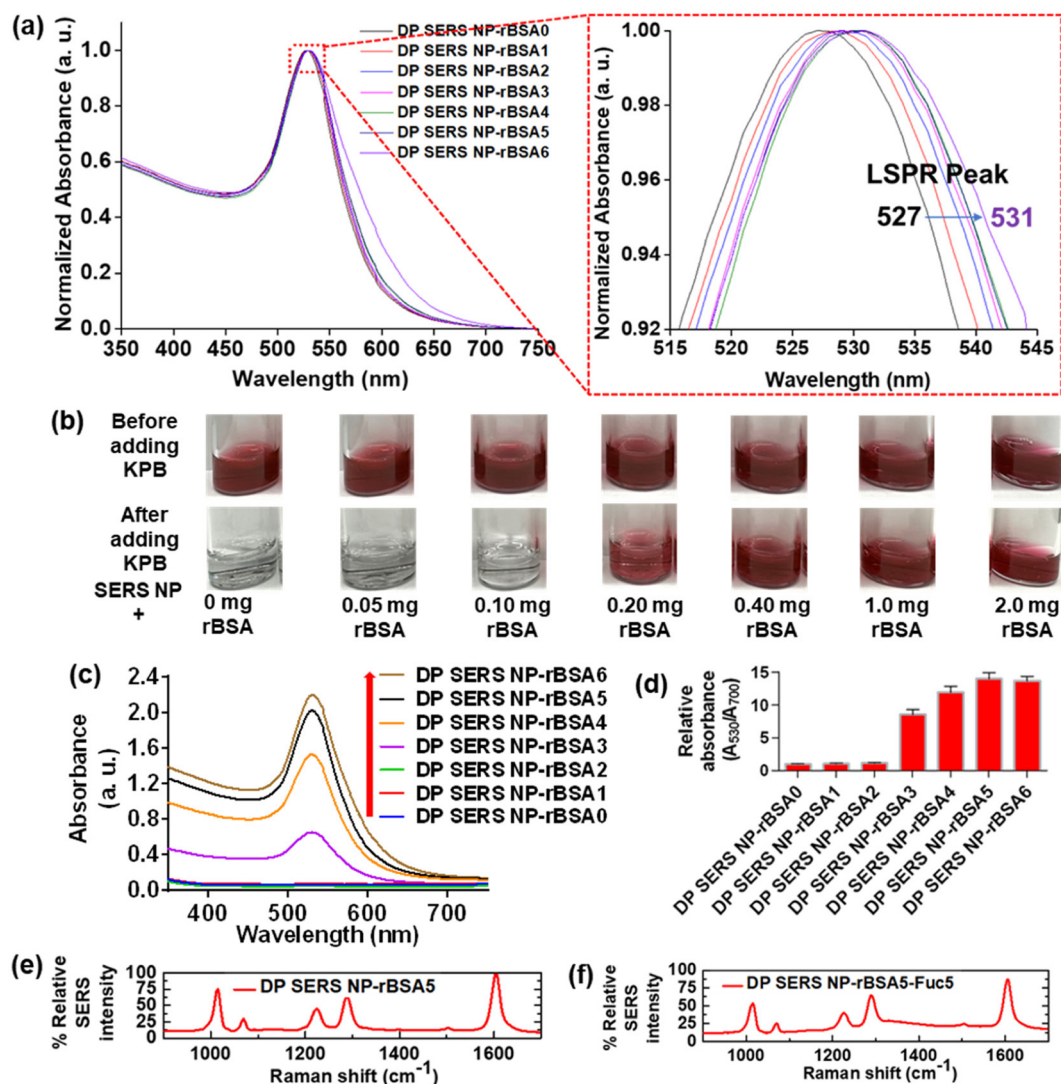 (a)
Normalized Absorbance (a. u.)
1.0
0.8
0.6
0.4
0.2
0.0
350 400 450 500 550 600 650 700 750
Wavelength (nm)
DP SERS NP-rBSA0
DP SERS NP-rBSA1
DP SERS NP-rBSA2
DP SERS NP-rBSA3
DP SERS NP-rBSA4
DP SERS NP-rBSA5
DP SERS NP-rBSA6
Normalized Absorbance (a. u.)
1.00
0.98
0.96
0.94
0.92
515 520 525 530 535 540 545
Wavelength (nm)
LSPR Peak
527 531
(b)
Before
adding
KPB
After
adding
KPB
SERS NP
+
0 mg
rBSA
0.05 mg
rBSA
0.10 mg
rBSA
0.20 mg
rBSA
0.40 mg
rBSA
1.0 mg
rBSA
2.0 mg
rBSA
(c)
Absorbance
(a. u.)
2.4
2.0
1.6
1.2
0.8
0.4
0.0
400 500 600 700
Wavelength (nm)
DP SERS NP-rBSA6
DP SERS NP-rBSA5
DP SERS NP-rBSA4
DP SERS NP-rBSA3
DP SERS NP-rBSA2
DP SERS NP-rBSA1
DP SERS NP-rBSA0
(d)
Relative
absorbance
(A530/A700)
15
10
5
0
DP SERS NP-rBSA0
DP SERS NP-rBSA1
DP SERS NP-rBSA2
DP SERS NP-rBSA3
DP SERS NP-rBSA4
DP SERS NP-rBSA5
DP SERS NP-rBSA6
(e)
% Relative
SERS
intensity
100
75
50
25
DP SERS NP-rBSA5
1000 1200 1400 1600
Raman shift (cm⁻¹)
(f)
% Relative
SERS
intensity
100
75
50
25
DP SERS NP-rBSA5-Fuc5
1000 1200 1400 1600
Raman shift (cm⁻¹)